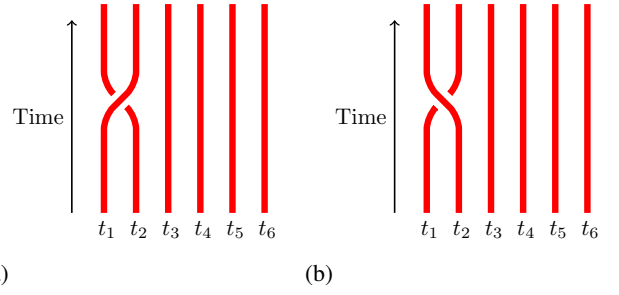 Time Time
t₁ t₂ t₃ t₄ t₅ t₆ t₁ t₂ t₃ t₄ t₅ t₆
) (b)